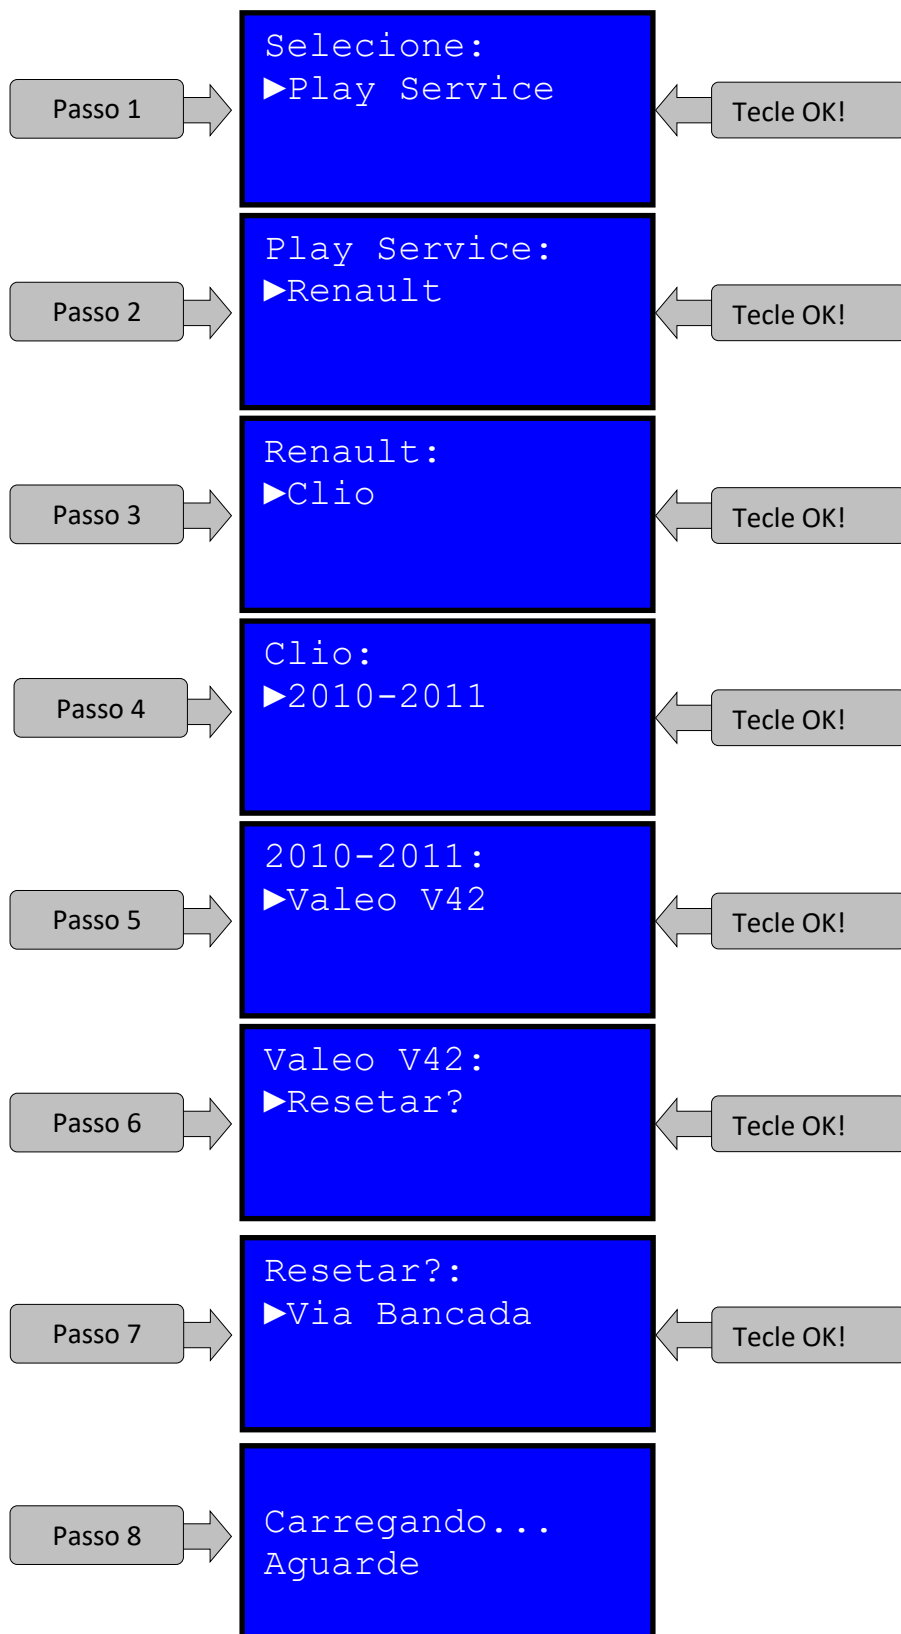 Selecione:
Passo 1
►Play Service
Tecle OK!
Play Service:
Passo 2
►Renault
Tecle OK!
Renault:
Passo 3
►Clio
Tecle OK!
Clio:
Passo 4
►2010-2011
Tecle OK!
2010-2011:
Passo 5
►Valeo V42
Tecle OK!
Valeo V42:
Passo 6
►Resetar?
Tecle OK!
Resetar?:
Passo 7
►Via Bancada
Tecle OK!
Passo 8
Carregando...
Aguarde